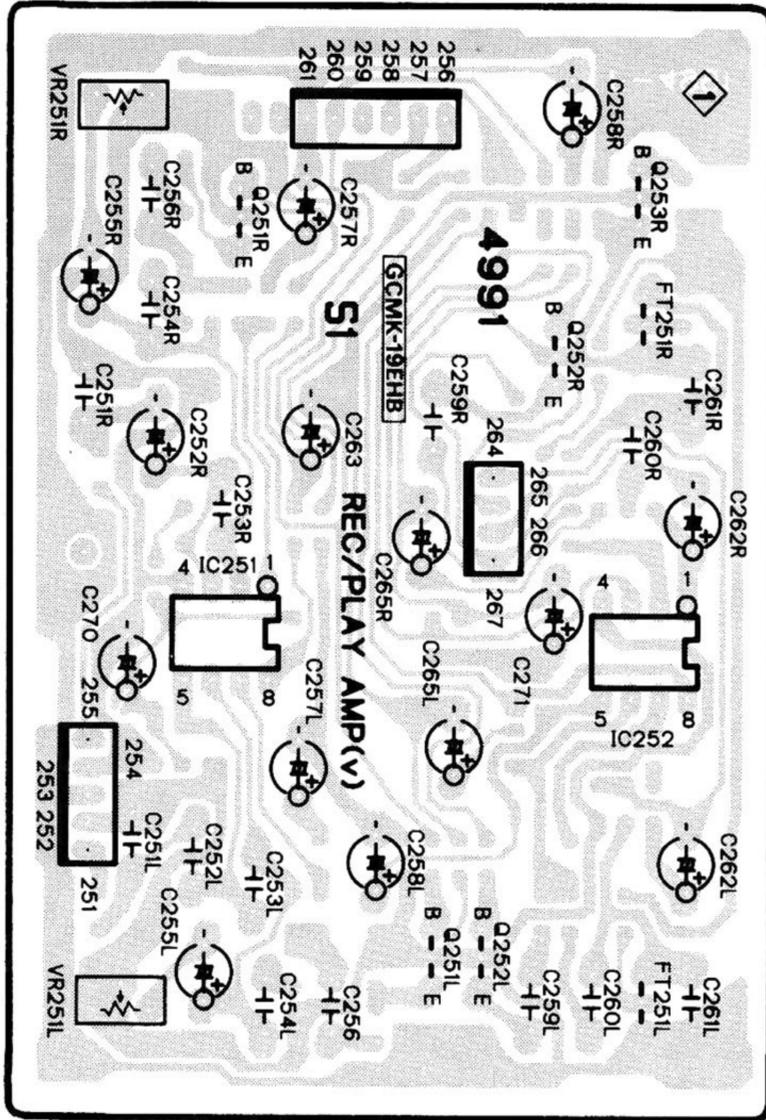 VR251R
261
260
259
258
257
256
C258R
1
C256R
B
Q251R
E
C257R
B
Q253R
E
C255R
C254R
GCMK-19EHB
4991
51
B
Q252R
E
FT251R
C251R
C252R
C263
C259R
264
265 266
267
C260R
C261R
C253R
C262R
REC/PLAY AMP(v)
C265R
4
IC251
1
5
8
4
1
5
8
IC252
C270
C257L
C265L
C271
255
254
253 252
251
C251L
C252L
C253L
C258L
C262L
C255L
B
Q251L
E
B
Q252L
E
VR251L
C254L
C256
C259L
C260L
FT251L
C261L